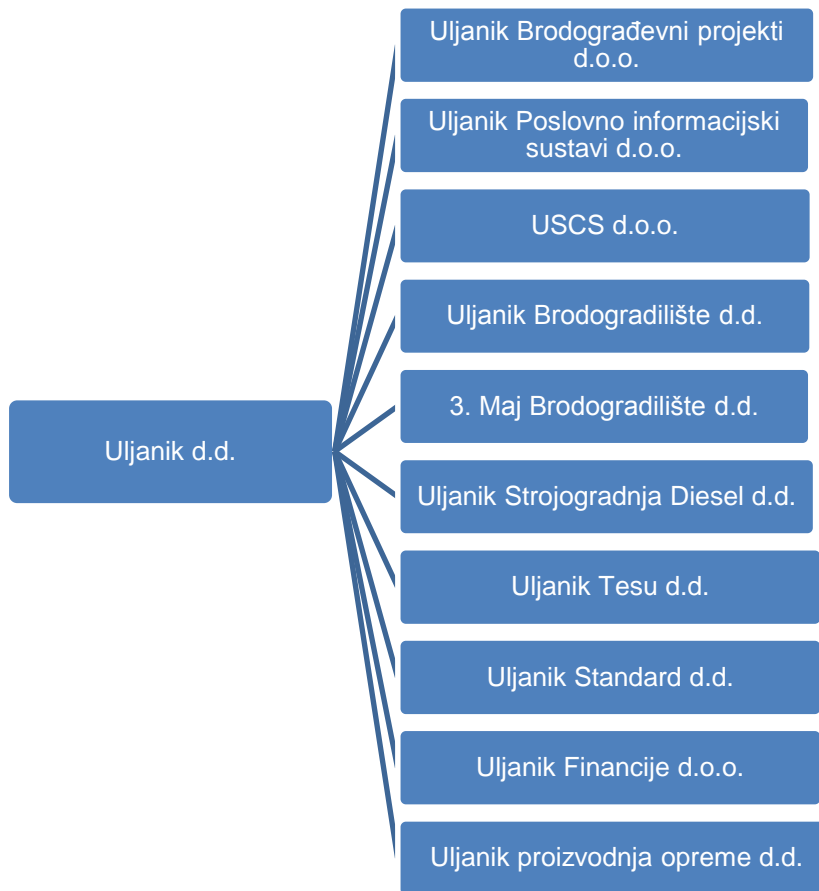 Uljanik d.d.
Uljanik Brodograđevni projekti
d.o.o.
Uljanik Poslovno informacijski
sustavi d.o.o.
USCS d.o.o.
Uljanik Brodogradilište d.d.
3. Maj Brodogradilište d.d.
Uljanik Strojogradnja Diesel d.d.
Uljanik Tesu d.d.
Uljanik Standard d.d.
Uljanik Financije d.o.o.
Uljanik proizvodnja opreme d.d.